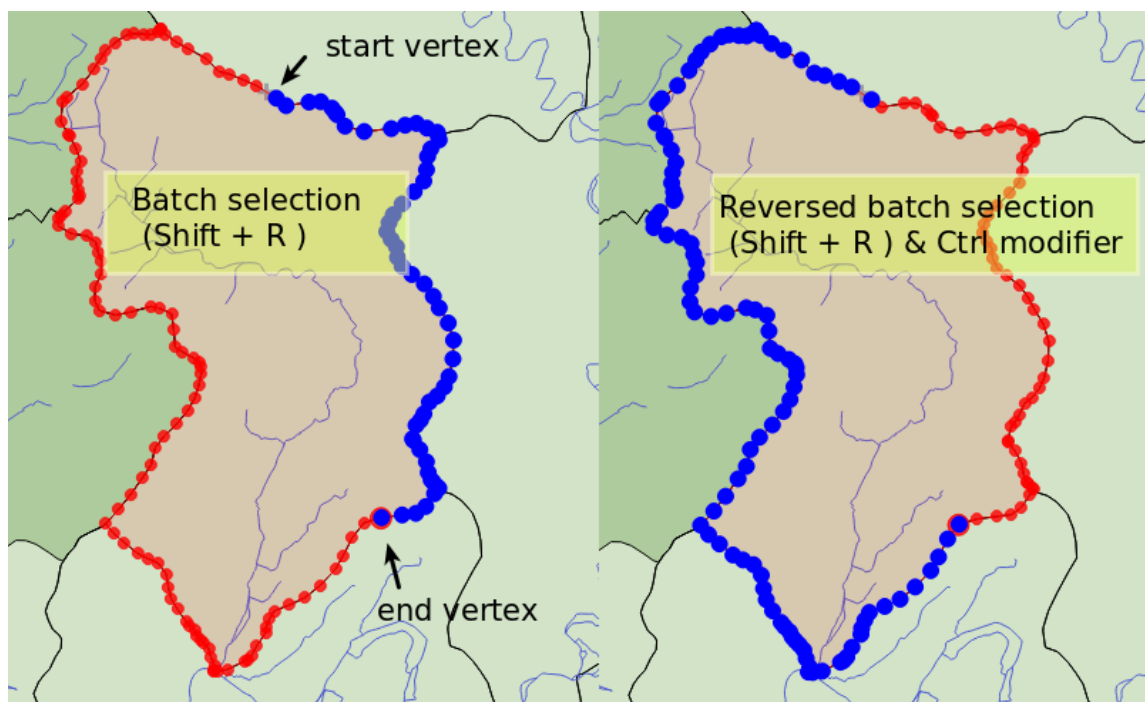 start vertex
Batch selection
(Shift + R )
Reversed batch selection
(Shift + R ) & Ctrl modifier
end vertex